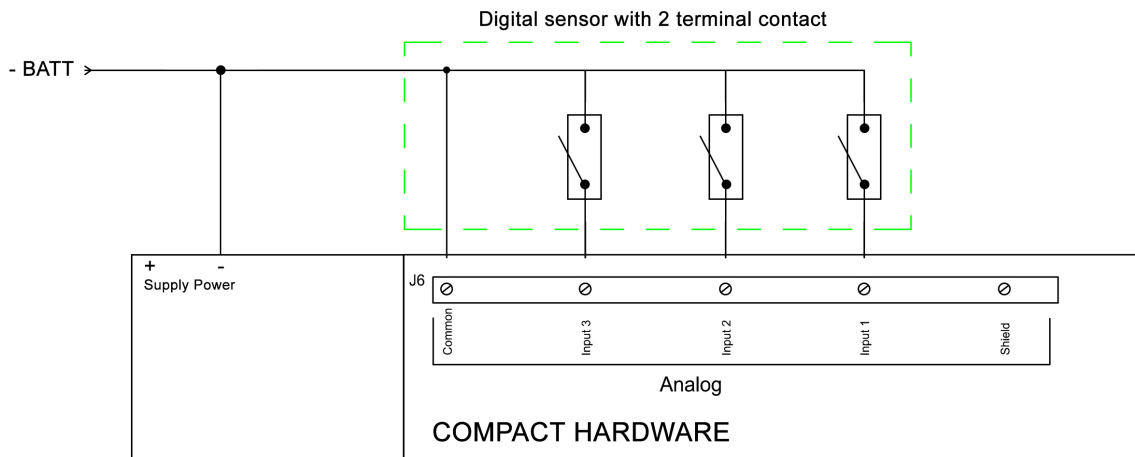 Digital sensor with 2 terminal contact
- BATT
+ -
Supply Power
J6
Common
Input 3
Input 2
Input 1
Shield
Analog
COMPACT HARDWARE